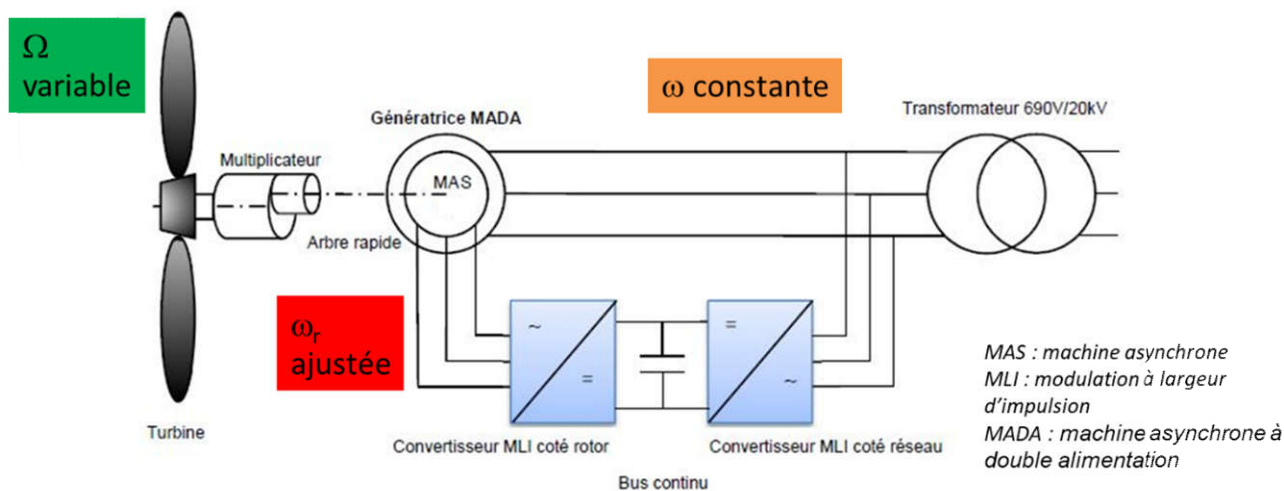 Ω
variable
ω constante
Transformateur 690V/20kV
Génératrice MADA
Multiplicateur
MAS
Arbre rapide
ωr
ajustée
~
=
=
~
MAS : machine asynchrone
MLI : modulation à largeur
d'impulsion
MADA : machine asynchrone à
double alimentation
Turbine
Convertisseur MLI coté rotor
Convertisseur MLI coté réseau
Bus continu